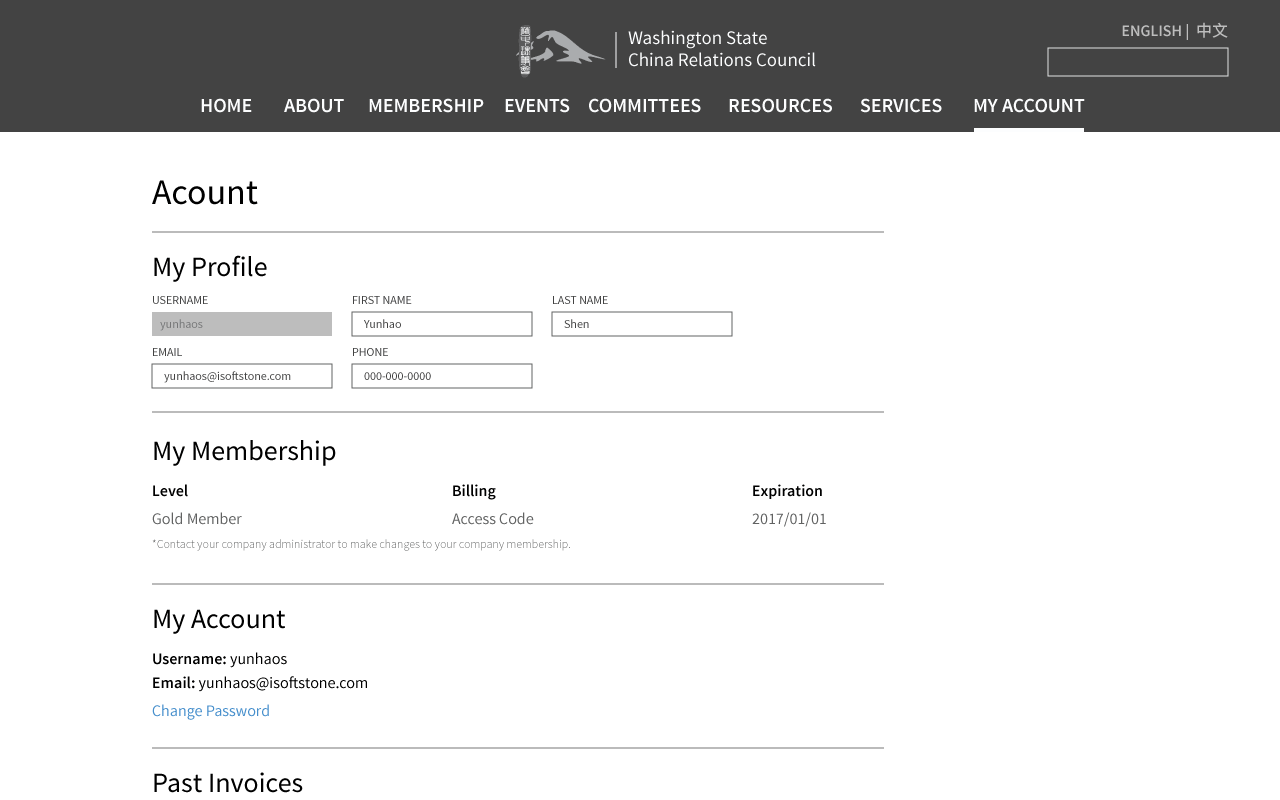 Washington State
China Relations Council
ENGLISH | 中文
HOME ABOUT MEMBERSHIP EVENTS COMMITTEES RESOURCES SERVICES MY ACCOUNT
Acount
My Profile
USERNAME FIRST NAME LAST NAME
yunhaos Yunhao Shen
EMAIL PHONE
yunhaos@isoftstone.com 000-000-0000
My Membership
Level Billing Expiration
Gold Member Access Code 2017/01/01
*Contact your company administrator to make changes to your company membership.
My Account
Username: yunhaos
Email: yunhaos@isoftstone.com
Change Password
Past Invoices